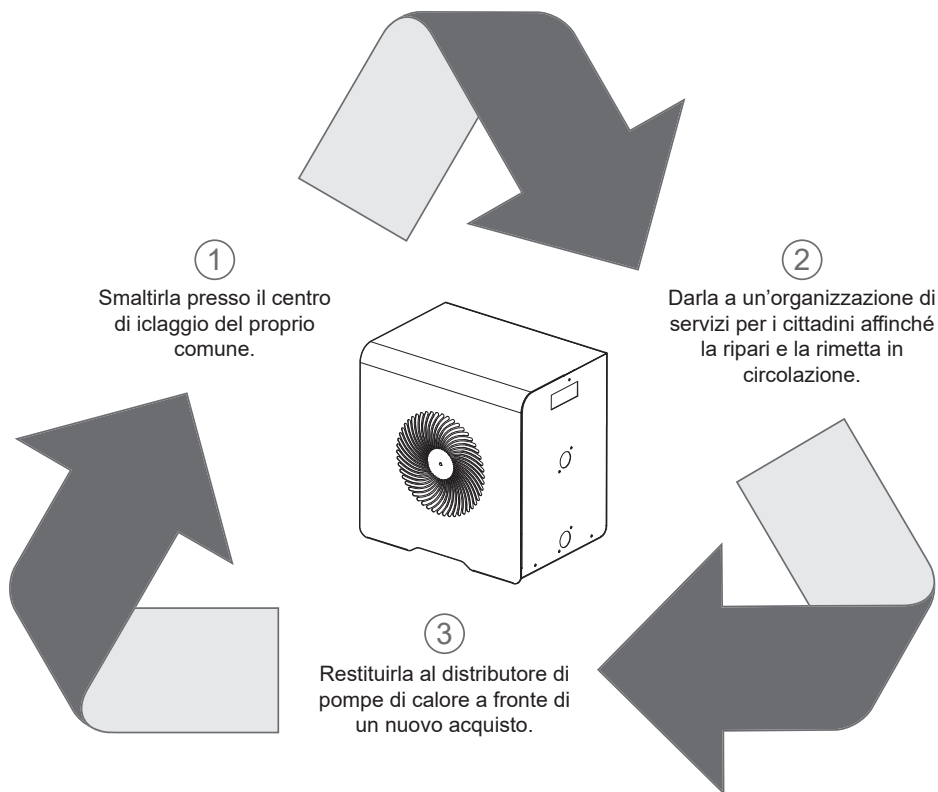 1
Smaltirla presso il centro
di iclaggio del proprio
comune.
2
Darla a un’organizzazione di
servizi per i cittadini affinché
la ripari e la rimetta in
circolazione.
3
Restituirla al distributore di
pompe di calore a fronte di
un nuovo acquisto.